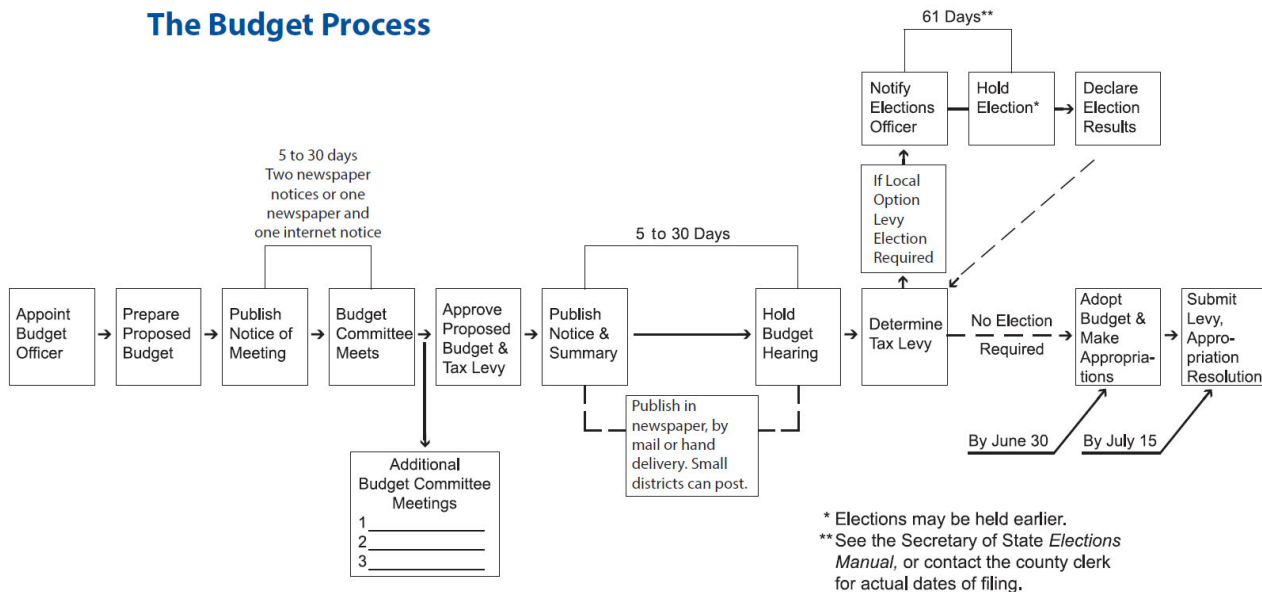 The Budget Process
61 Days**
Notify
Elections
Officer
Hold
Election*
Declare
Election
Results
5 to 30 days
Two newspaper
notices or one
newspaper and
one internet notice
If Local
Option
Levy
Election
Required
5 to 30 Days
Appoint
Budget
Officer
Prepare
Proposed
Budget
Publish
Notice of
Meeting
Budget
Committee
Meets
Approve
Proposed
Budget &
Tax Levy
Publish
Notice &
Summary
Hold
Budget
Hearing
Determine
Tax Levy
No Election
Required
Adopt
Budget &
Make
Appropria-
tions
Submit
Levy,
Appro-
priation
Resolution
Publish in
newspaper, by
mail or hand
delivery. Small
districts can post.
By June 30
By July 15
Additional
Budget Committee
Meetings
1
2
3
* Elections may be held earlier.
** See the Secretary of State Elections
Manual, or contact the county clerk
for actual dates of filing.